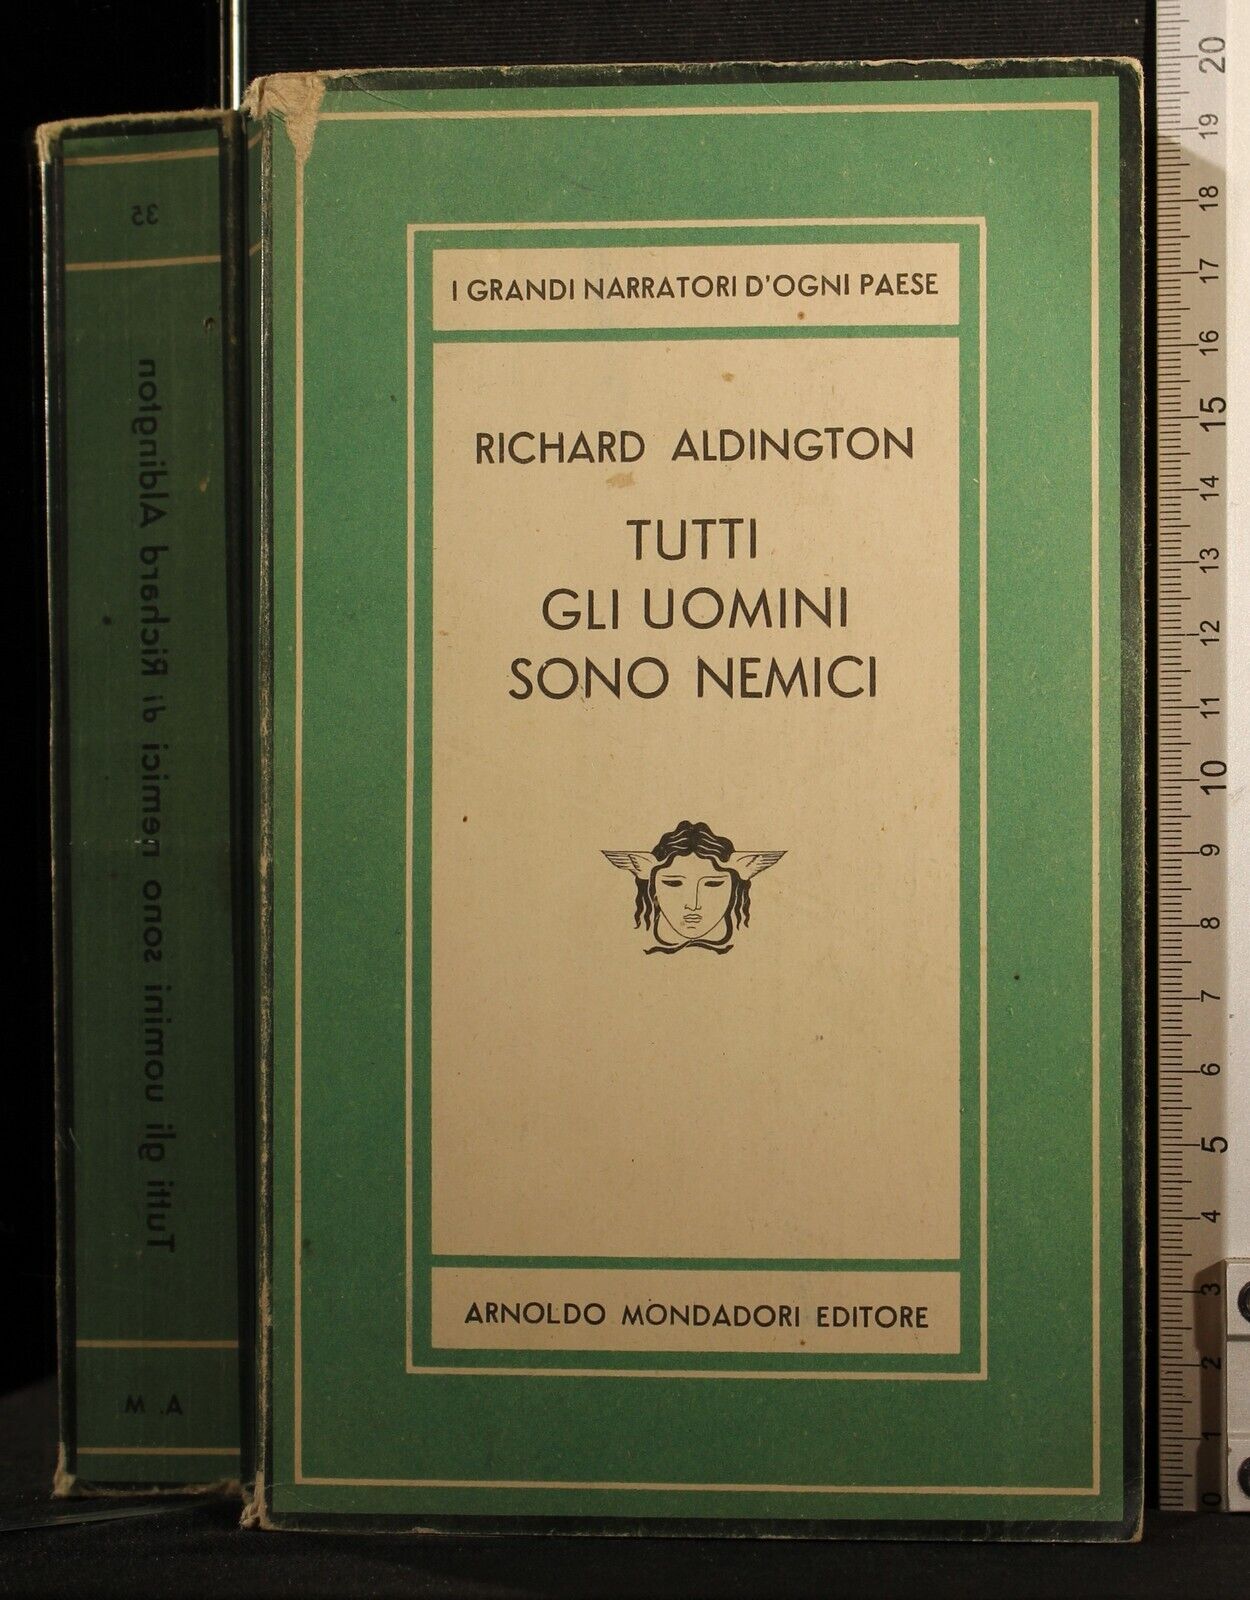 I GRANDI NARRATORI D'OGNI PAESE
RICHARD ALDINGTON
TUTTI
GLI UOMINI
SONO NEMICI
ARNOLDO MONDADORI EDITORE
35
Tutti gli uomini sono nemici di Richard Aldington
A. M
20
19
18
17
16
15
14
13
12
11
10
9
8
7
6
5
4
3
2
1
0